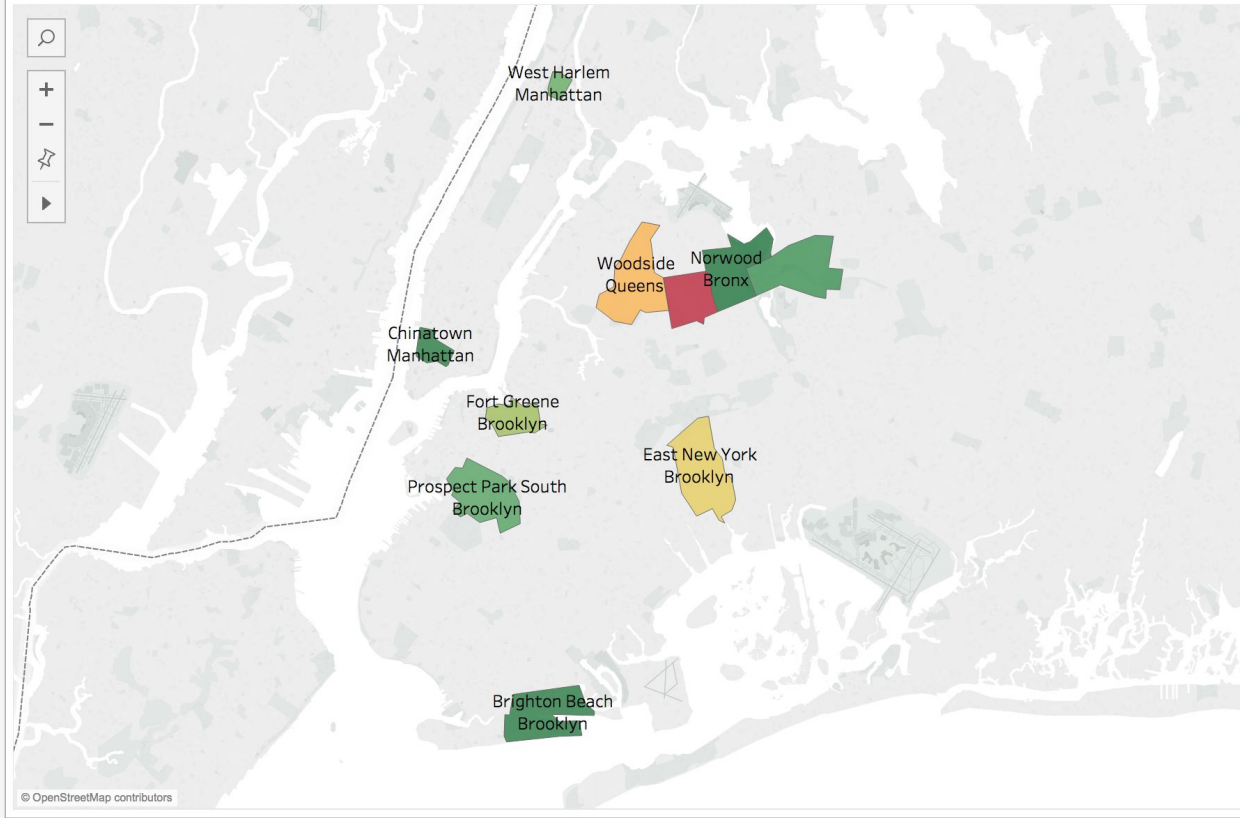 West Harlem
Manhattan
Woodside
Queens
Norwood
Bronx
Chinatown
Manhattan
Fort Greene
Brooklyn
East New York
Brooklyn
Prospect Park South
Brooklyn
Brighton Beach
Brooklyn
© OpenStreetMap contributors